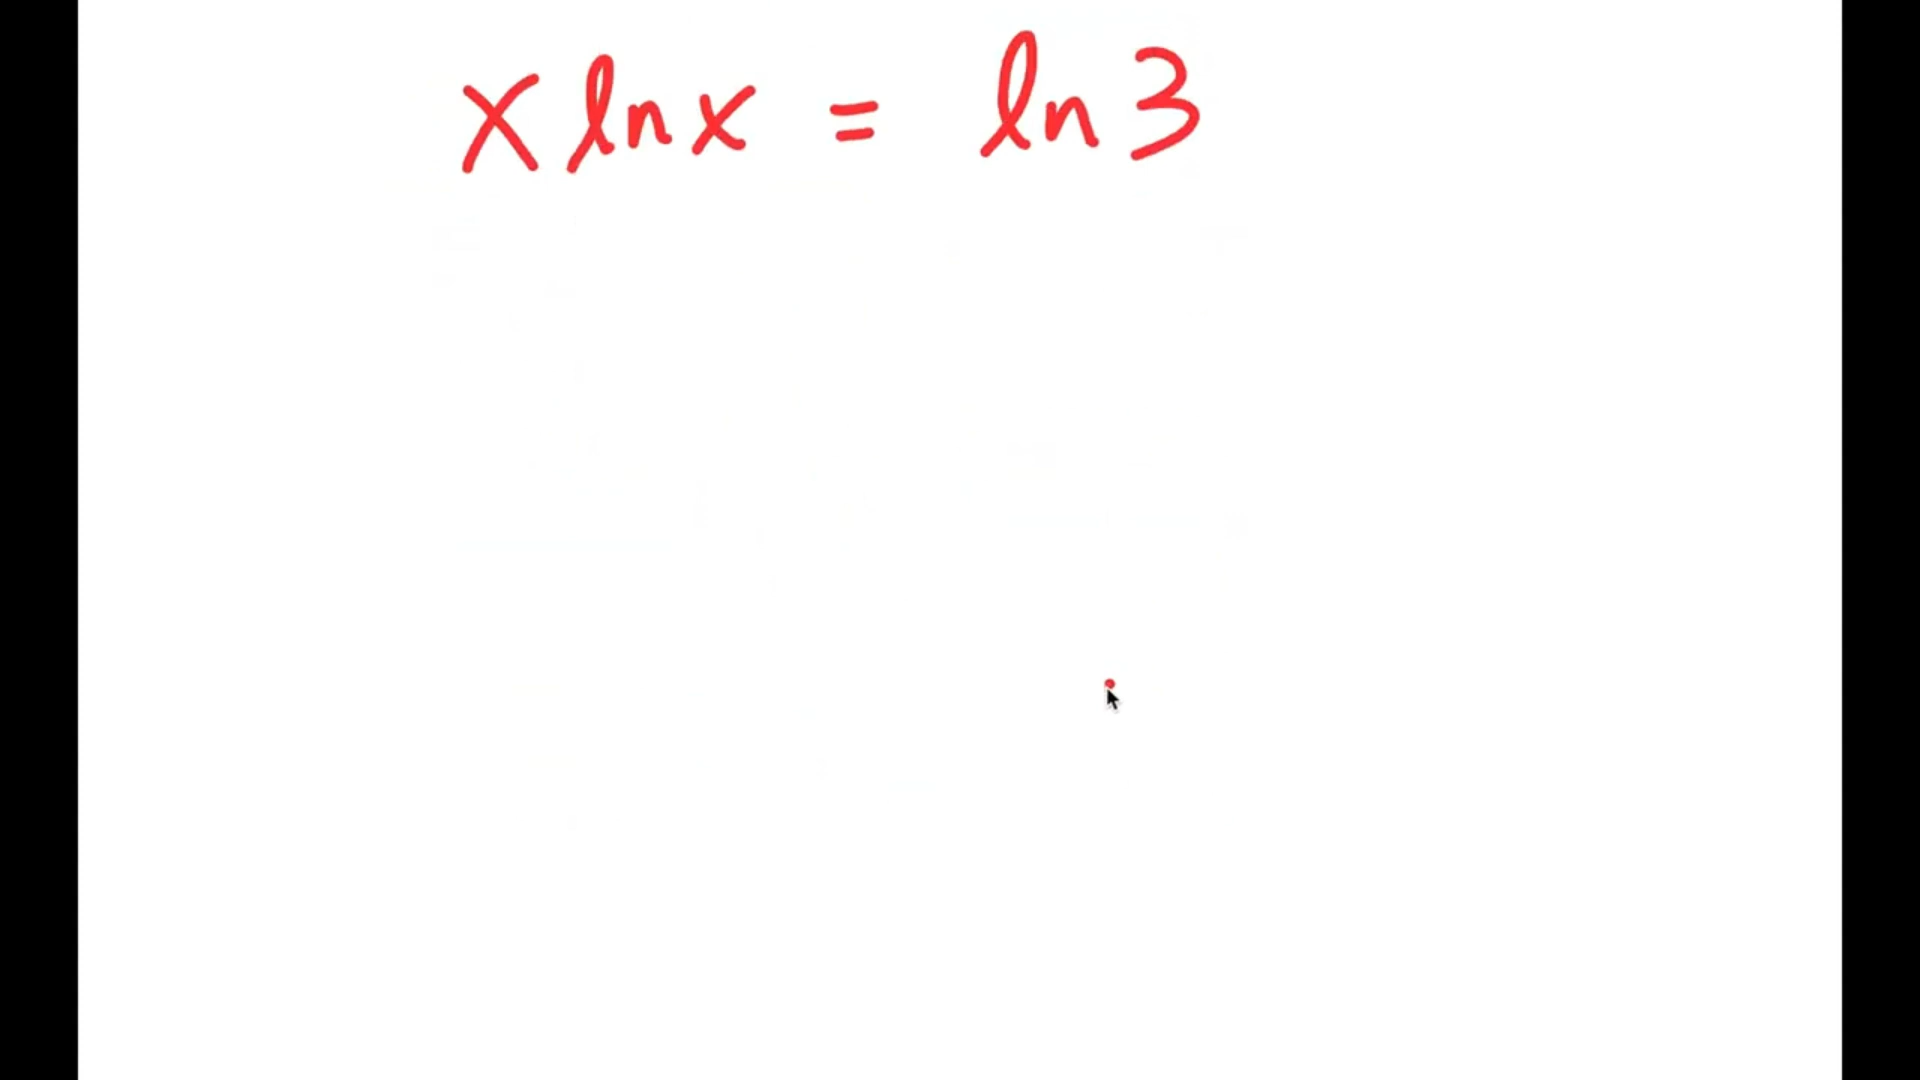 x ln x = ln 3